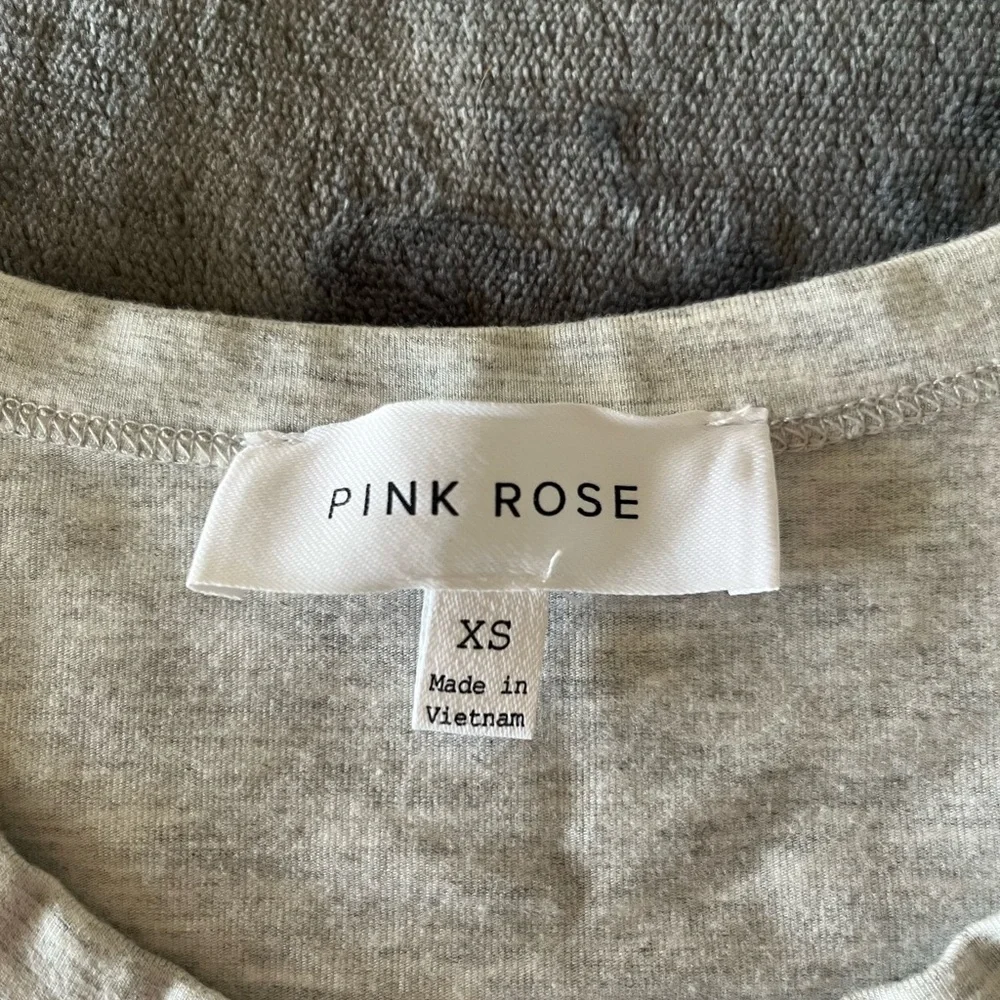 PINK ROSE
XS
Made in
Vietnam